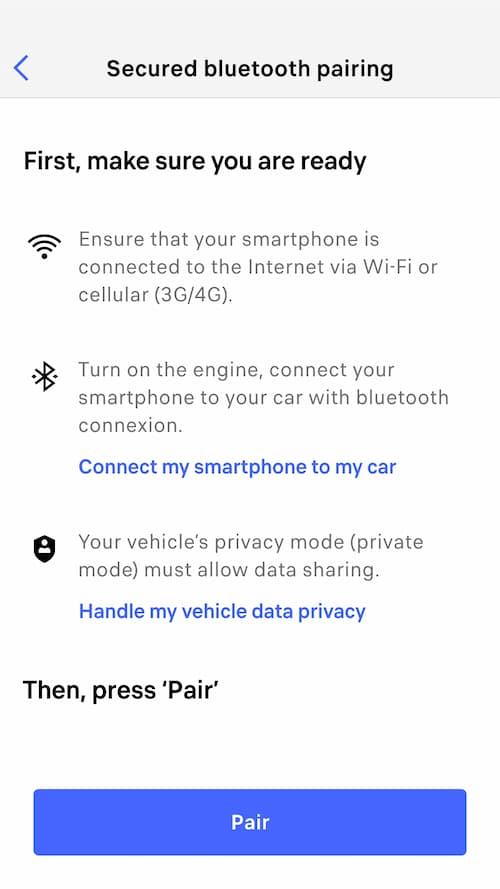 Secured bluetooth pairing
First, make sure you are ready
Ensure that your smartphone is
connected to the Internet via Wi-Fi or
cellular (3G/4G).
Turn on the engine, connect your
smartphone to your car with bluetooth
connexion.
Connect my smartphone to my car
Your vehicle's privacy mode (private
mode) must allow data sharing.
Handle my vehicle data privacy
Then, press ‘Pair’
Pair